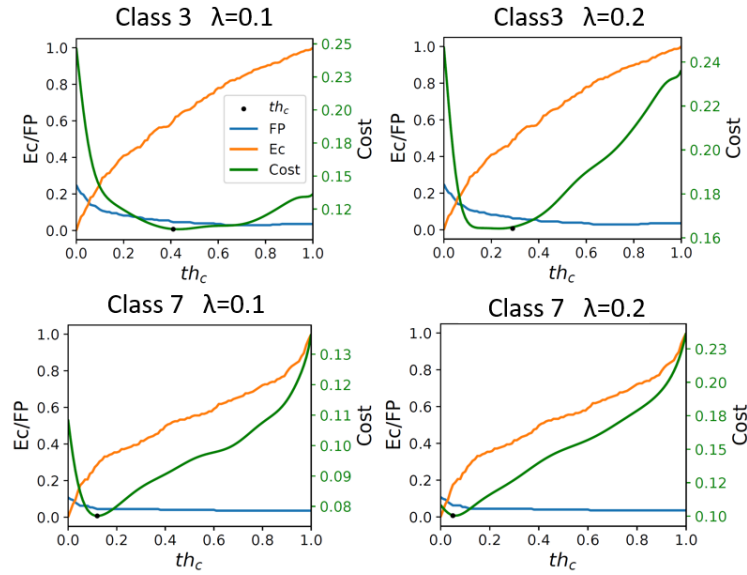 Class 3 λ=0.1
Class3 λ=0.2
1.0
0.8
0.6
0.4
0.2
0.0
Ec/FP
0.25
0.23
0.20
0.17
0.15
0.12
Cost
th_c
FP
Ec
Cost
0.0 0.2 0.4 0.6 0.8 1.0
th_c
1.0
0.8
0.6
0.4
0.2
0.0
Ec/FP
0.24
0.22
0.20
0.18
0.16
Cost
0.0 0.2 0.4 0.6 0.8 1.0
th_c
Class 7 λ=0.1
Class 7 λ=0.2
1.0
0.8
0.6
0.4
0.2
0.0
Ec/FP
0.13
0.12
0.11
0.10
0.09
0.08
Cost
0.0 0.2 0.4 0.6 0.8 1.0
th_c
1.0
0.8
0.6
0.4
0.2
0.0
Ec/FP
0.23
0.20
0.18
0.15
0.12
0.10
Cost
0.0 0.2 0.4 0.6 0.8 1.0
th_c